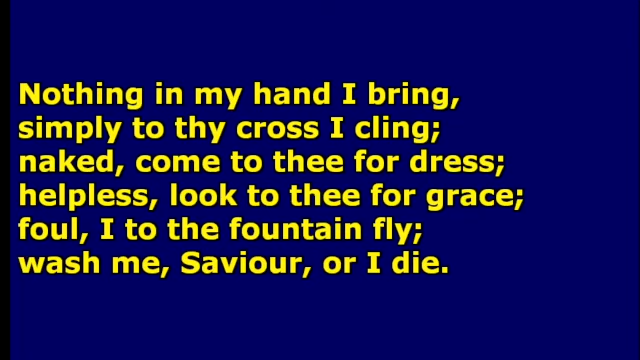 Nothing in my hand I bring,
simply to thy cross I cling;
naked, come to thee for dress;
helpless, look to thee for grace;
foul, I to the fountain fly;
wash me, Saviour, or I die.